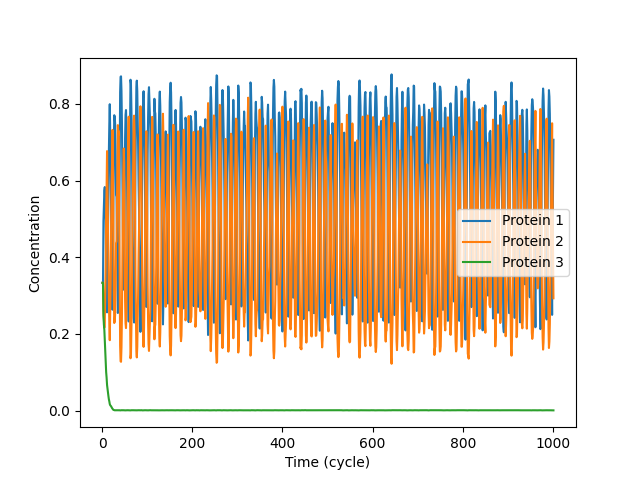 0.8
0.6
0.4
0.2
0.0
Concentration
Protein 1
Protein 2
Protein 3
0
200
400
600
800
1000
Time (cycle)